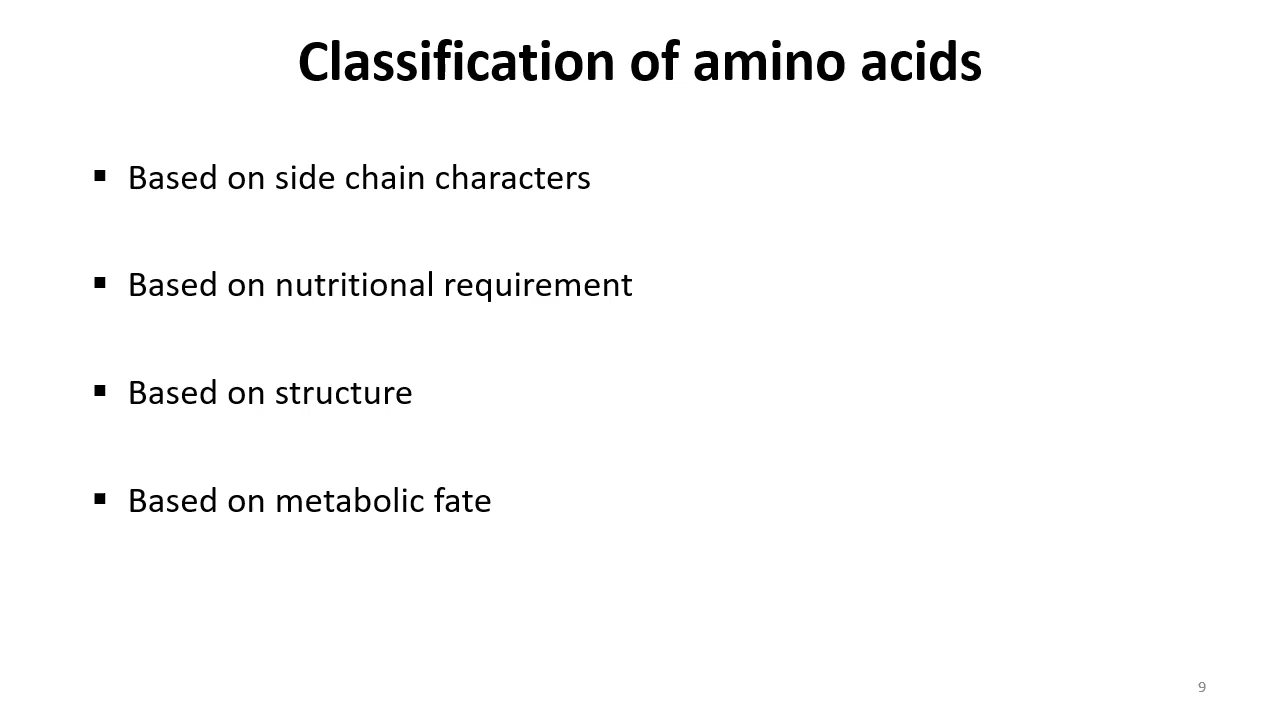 Classification of amino acids
▪ Based on side chain characters
▪ Based on nutritional requirement
▪ Based on structure
▪ Based on metabolic fate
9